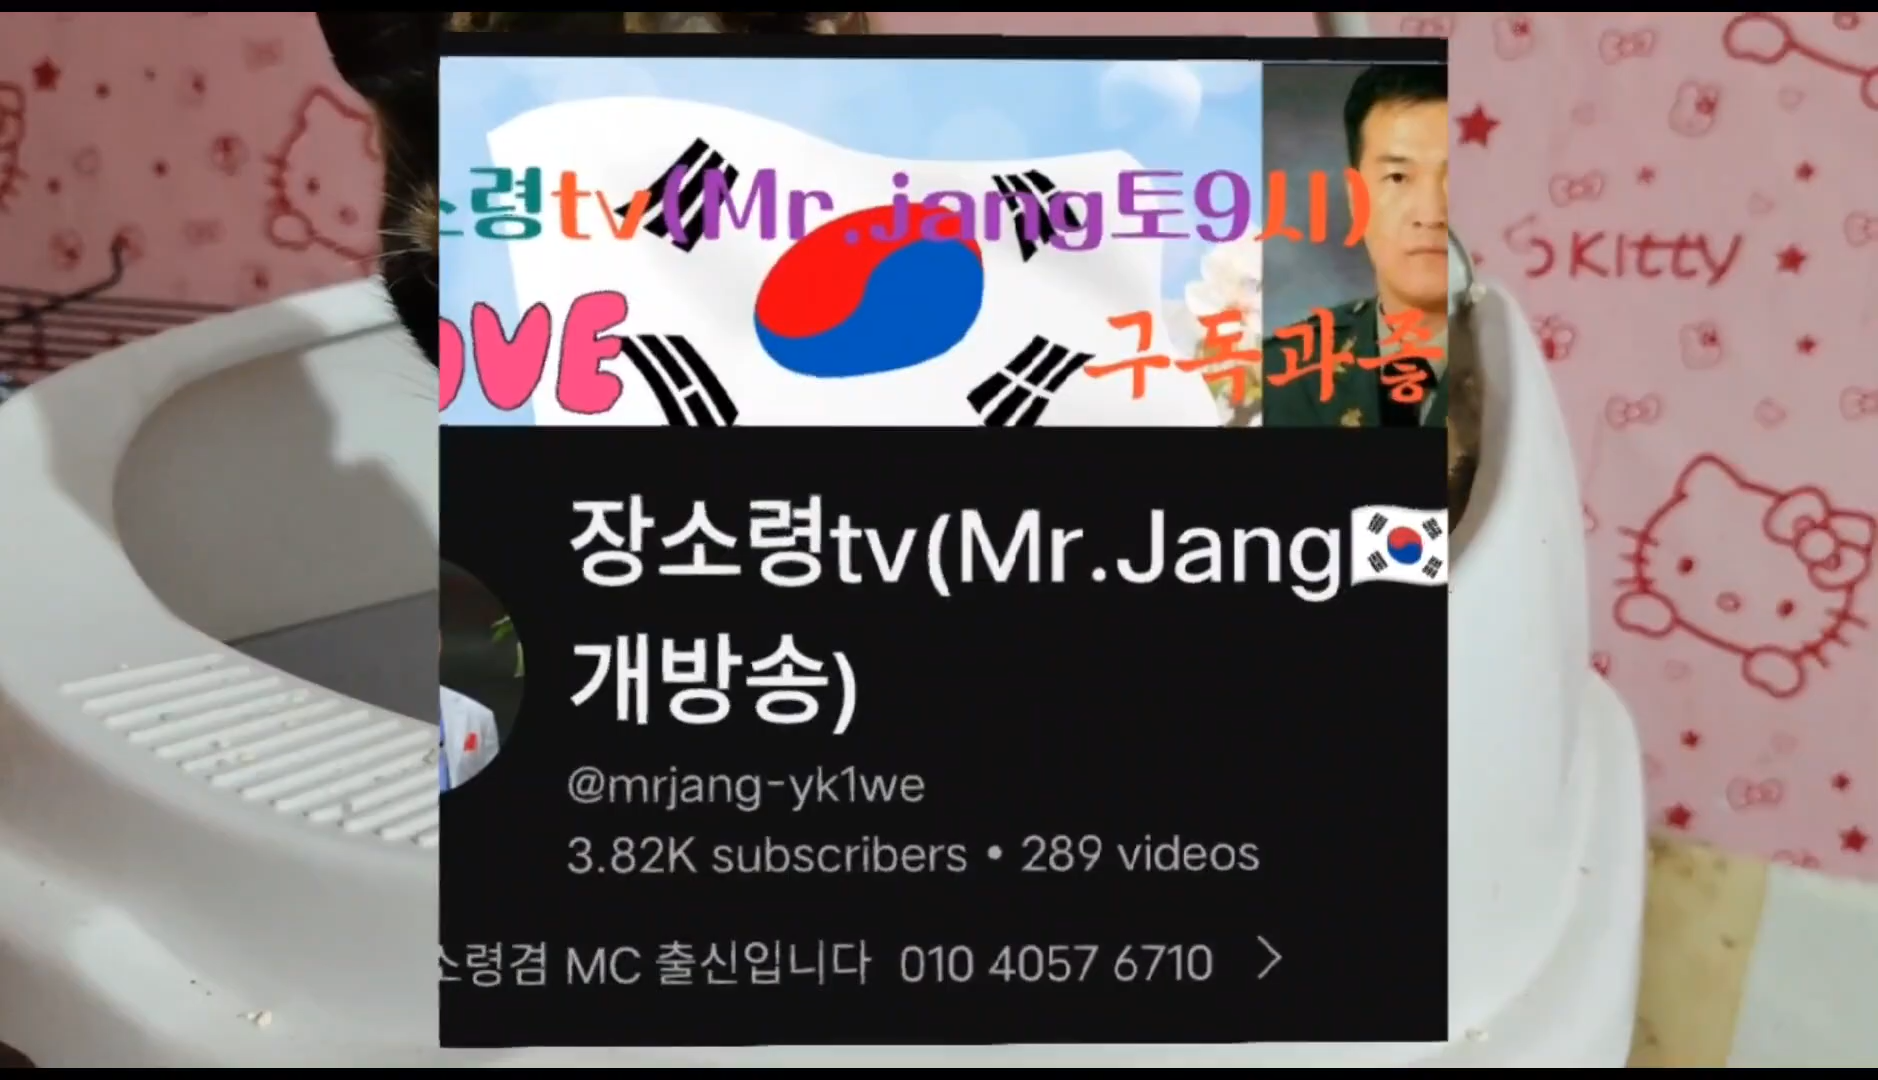 소령tv(Mr.jang토9시)
OVE
구독과좋
Kitty
장소령tv(Mr.Jang🇰🇷
개방송)
@mrjang-yk1we
3.82K subscribers • 289 videos
소령겸 MC 출신입니다 010 4057 6710